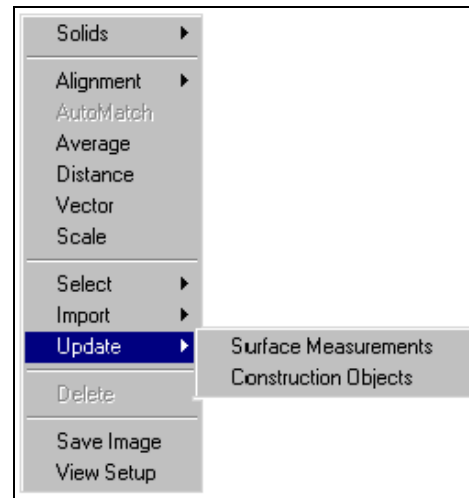 Solids
Alignment
AutoMatch
Average
Distance
Vector
Scale
Select
Import
Update
Surface Measurements
Construction Objects
Delete
Save Image
View Setup